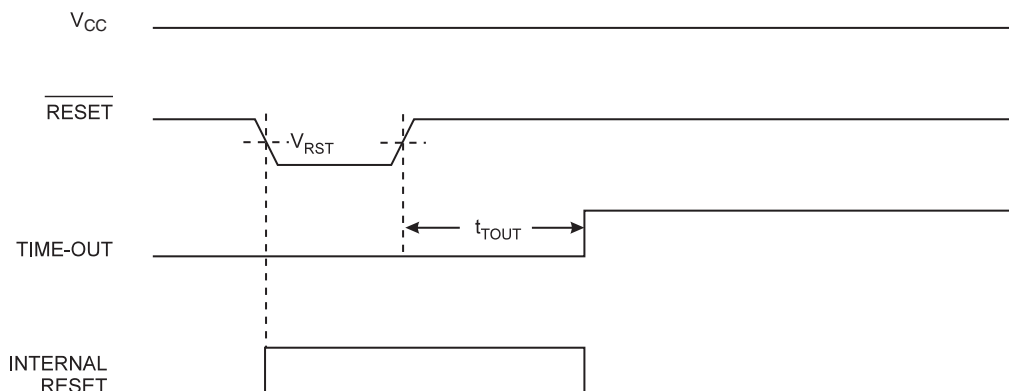 VCC
RESET
VRST
tTOUT
TIME-OUT
INTERNAL
RESET